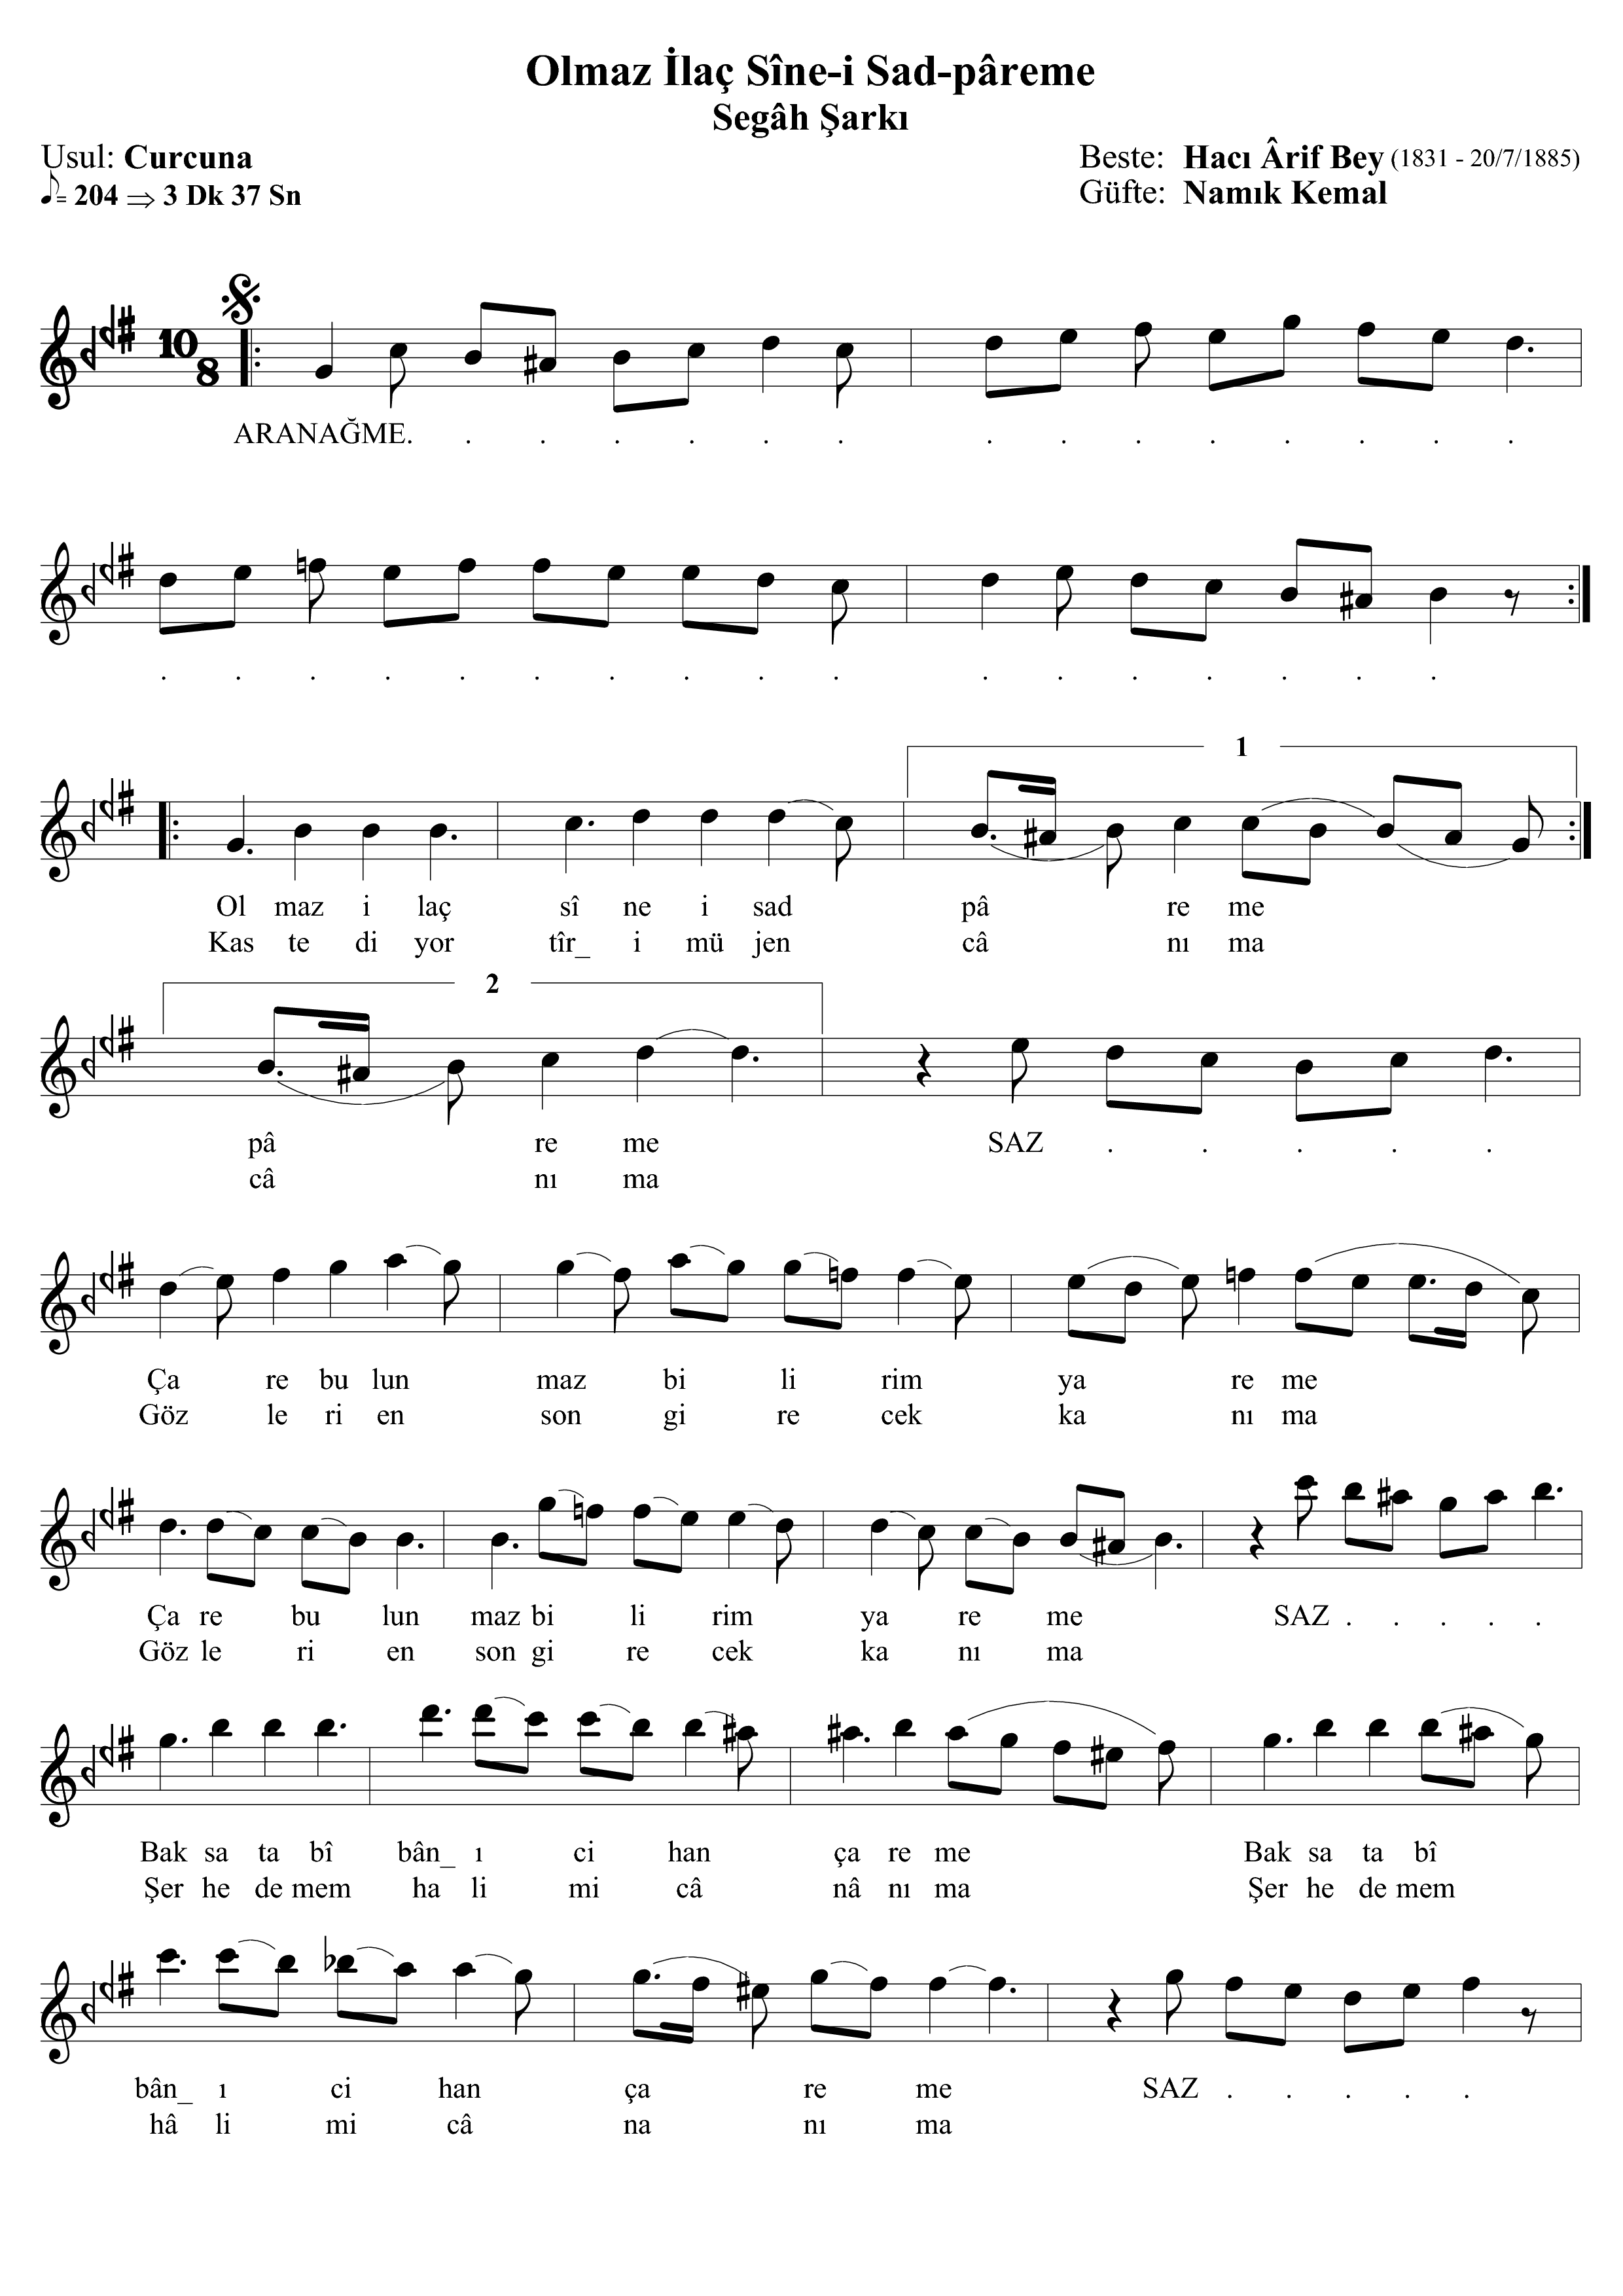 Olmaz İlaç Sîne-i Sad-pâreme
Segâh Şarkı
Usul: Curcuna
Beste: Hacı Ârif Bey (1831 - 20/7/1885)
= 204 ⇒ 3 Dk 37 Sn
Güfte: Namık Kemal
10
8
ARANAĞME. . . . . . . . . . . . . . .
. . . . . . . . . . . . . . . . .
1
Ol maz i laç sî ne i sad pâ re me
Kas te di yor tîr_ i mü jen câ nı ma
2
pâ re me SAZ . . . . .
câ nı ma
Ça re bu lun maz bi li rim ya re me
Göz le ri en son gi re cek ka nı ma
Ça re bu lun maz bi li rim ya re me SAZ . . . . .
Göz le ri en son gi re cek ka nı ma
Bak sa ta bî bân_ ı ci han ça re me Bak sa ta bî
Şer he de mem ha li mi câ nâ nı ma Şer he de mem
bân_ ı ci han ça re me SAZ . . . . .
hâ li mi câ na nı ma